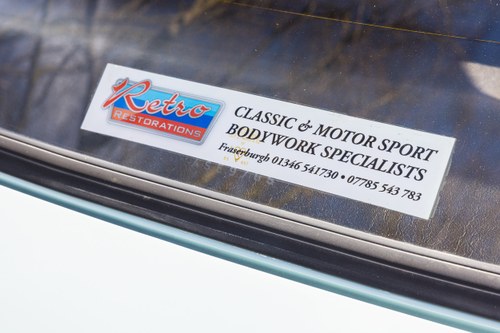 Retro
RESTORATIONS
CLASSIC & MOTOR SPORT
BODYWORK SPECIALISTS
Fraserburgh 01346 541730 • 07785 543 783